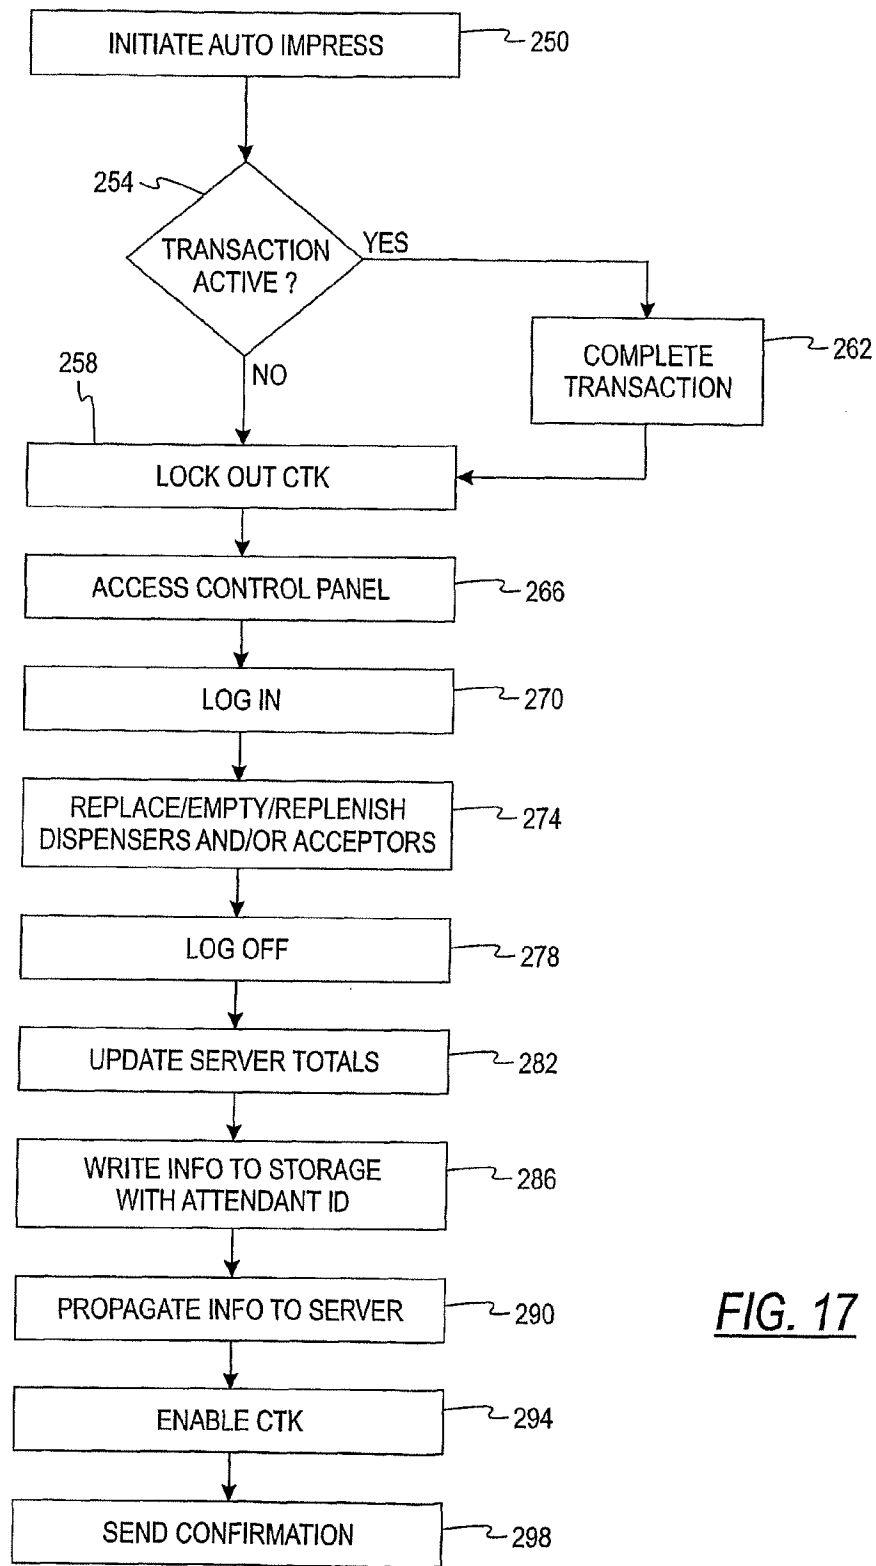 INITIATE AUTO IMPRESS
250
254
TRANSACTION
ACTIVE ?
YES
COMPLETE
TRANSACTION
262
NO
258
LOCK OUT CTK
ACCESS CONTROL PANEL
266
LOG IN
270
REPLACE/EMPTY/REPLENISH
DISPENSERS AND/OR ACCEPTORS
274
LOG OFF
278
UPDATE SERVER TOTALS
282
WRITE INFO TO STORAGE
WITH ATTENDANT ID
286
PROPAGATE INFO TO SERVER
290
FIG. 17
ENABLE CTK
294
SEND CONFIRMATION
298